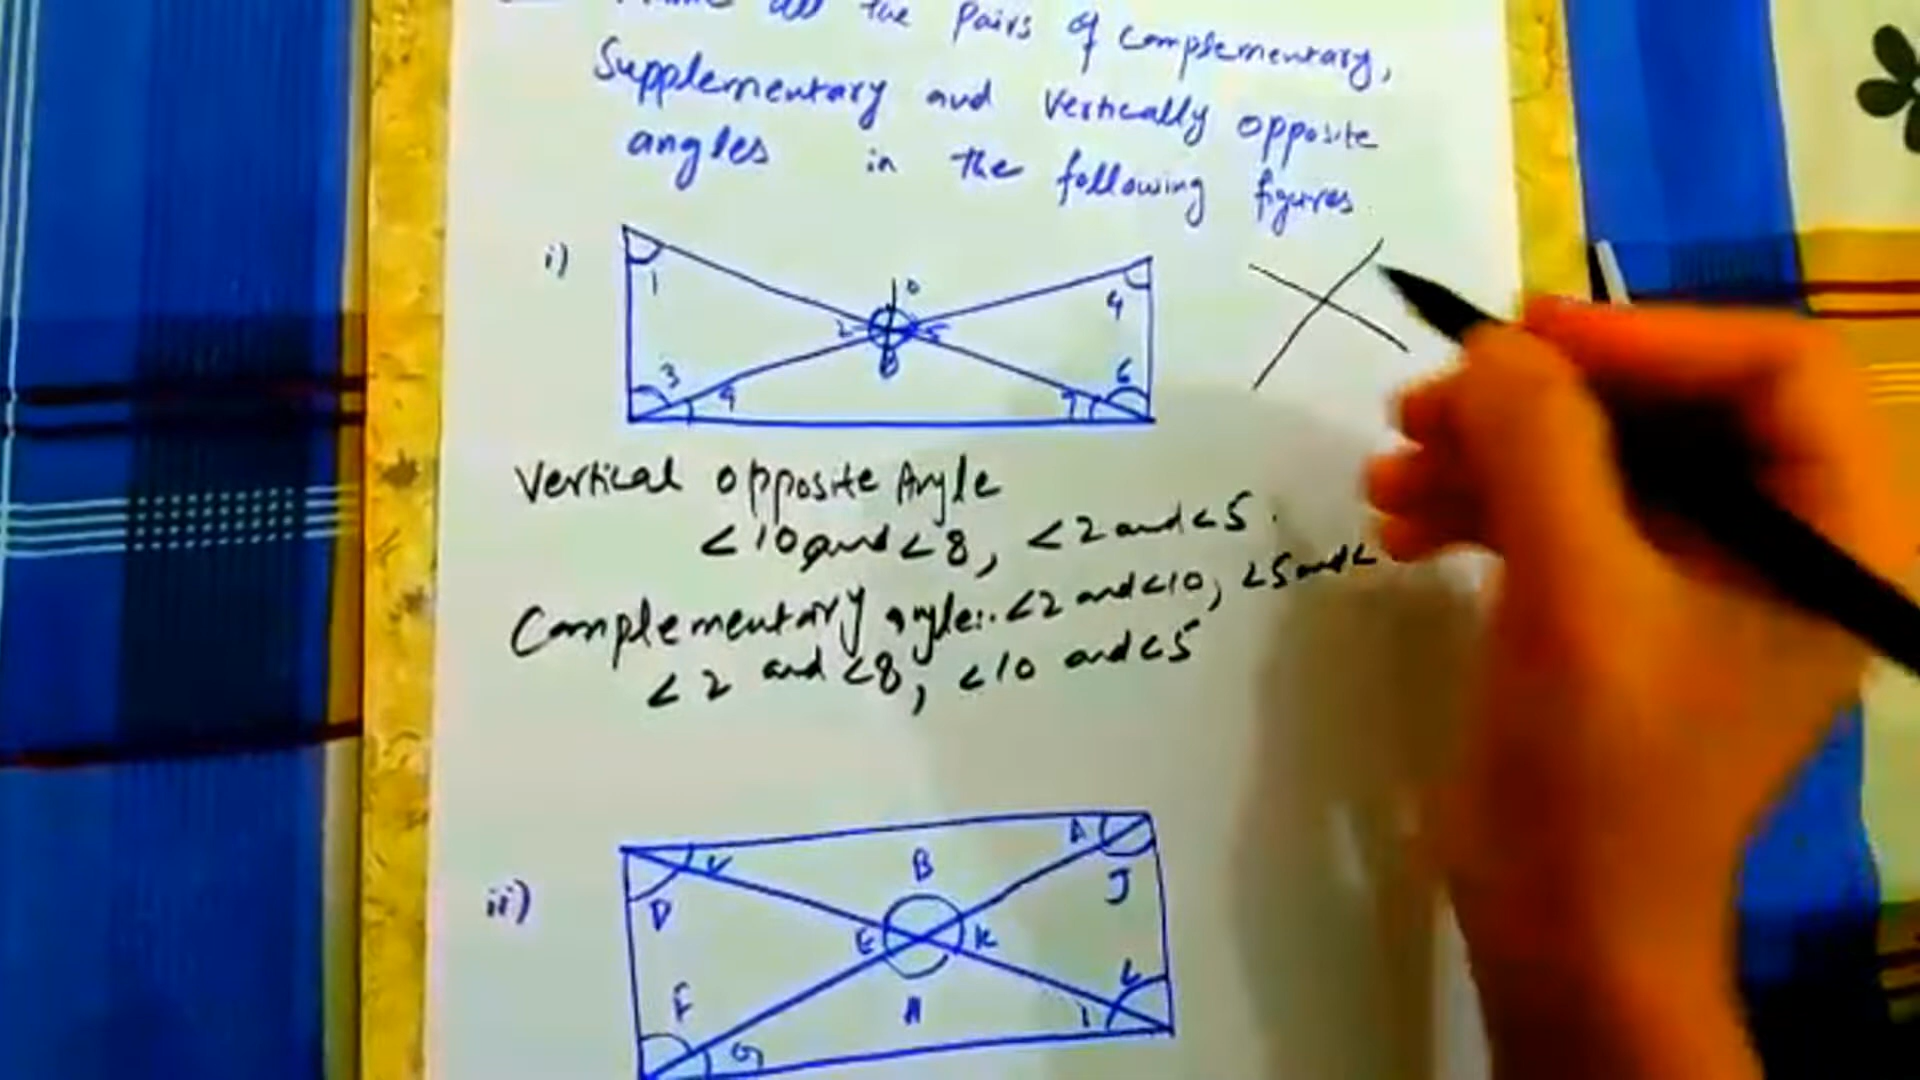 all the Pairs of Complementary,
Supplementary and Vertically opposite
angles in the following figures
i)
1
2
5
4
3
9
7
6
Vertical opposite Angle
<10 and <8, <2 and <5.
Complementary angle:. <2 and <10, <5 and <
<2 and <8, <10 and <5
ii)
A
B
D
J
E
K
F
H
L
I
G